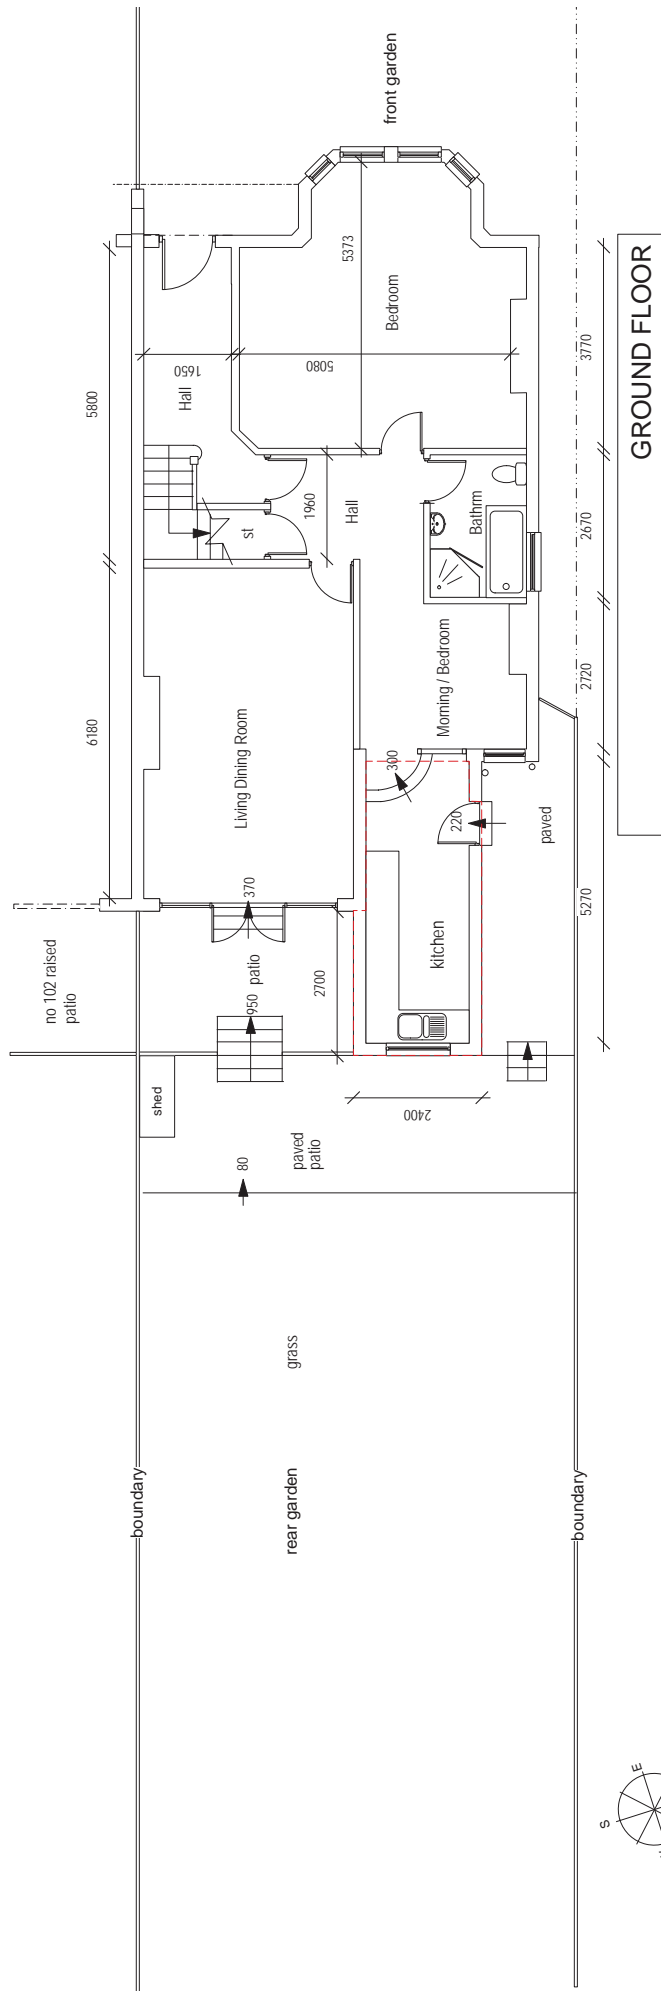 front garden
5800
6180
1650
Hall
5373
5080
Bedroom
3770
GROUND FLOOR
st
1960
Hall
Bathrm
2670
Living Dining Room
Morning / Bedroom
2720
300
220
paved
5270
kitchen
370
patio
950
2700
no 102 raised
patio
shed
2400
paved
patio
80
grass
boundary
rear garden
boundary
S
E